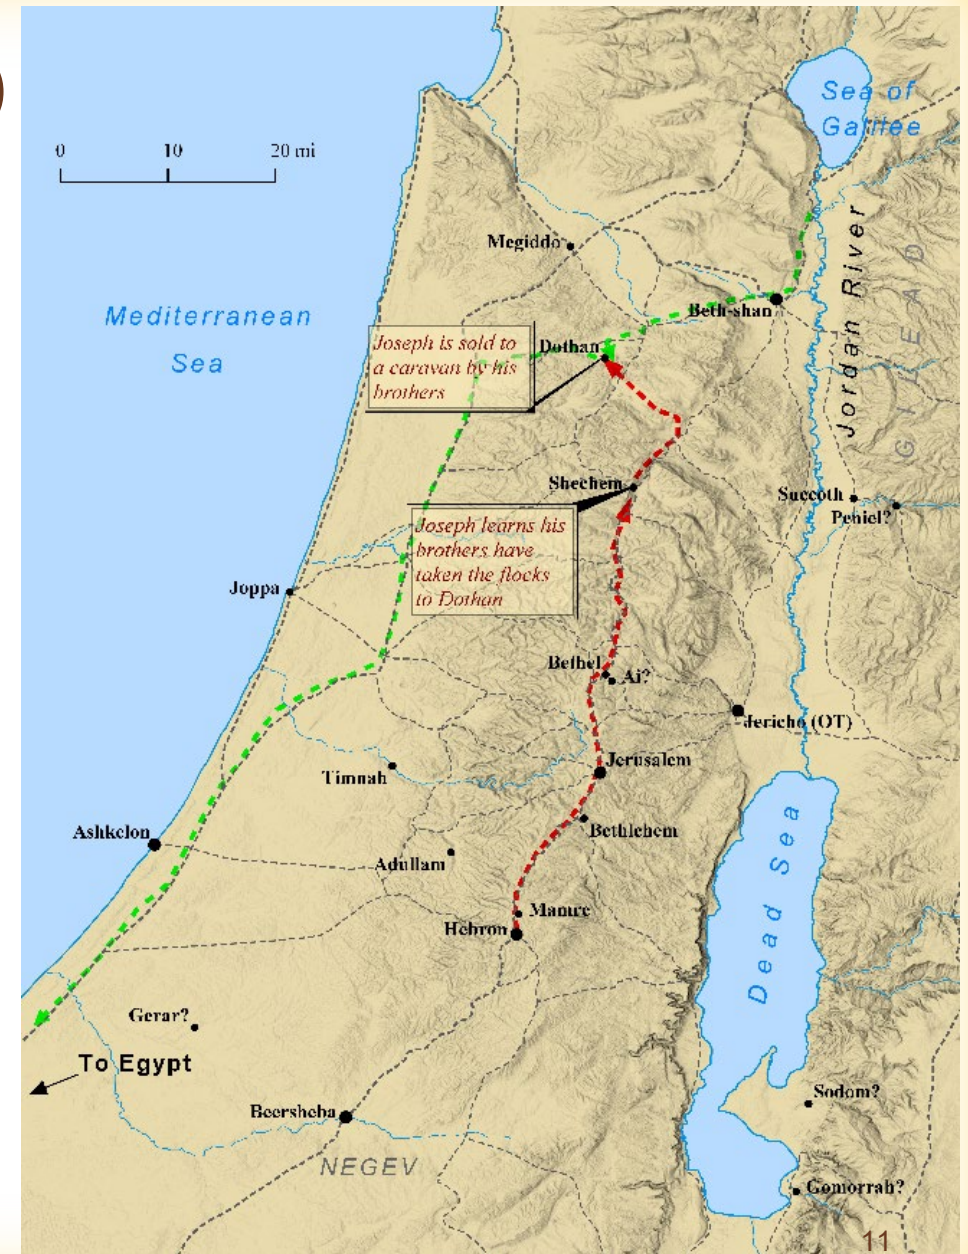 )
Sea of
Galilee
0 10 20 mi
Jordan River
GILEAD
Megiddo
Mediterranean
Sea
Beth-shan
Joseph is sold to
a caravan by his
brothers
Dothan
Shechem
Succoth
Peniel?
Joseph learns his
brothers have
taken the flocks
to Dothan
Joppa
Bethel
Ai?
Jericho (OT)
Jerusalem
Timnah
Bethlehem
Ashkelon
Adullam
Dead Sea
Mamre
Hebron
Gerar?
To Egypt
Sodom?
Beersheba
NEGEV
Gomorrah?
11